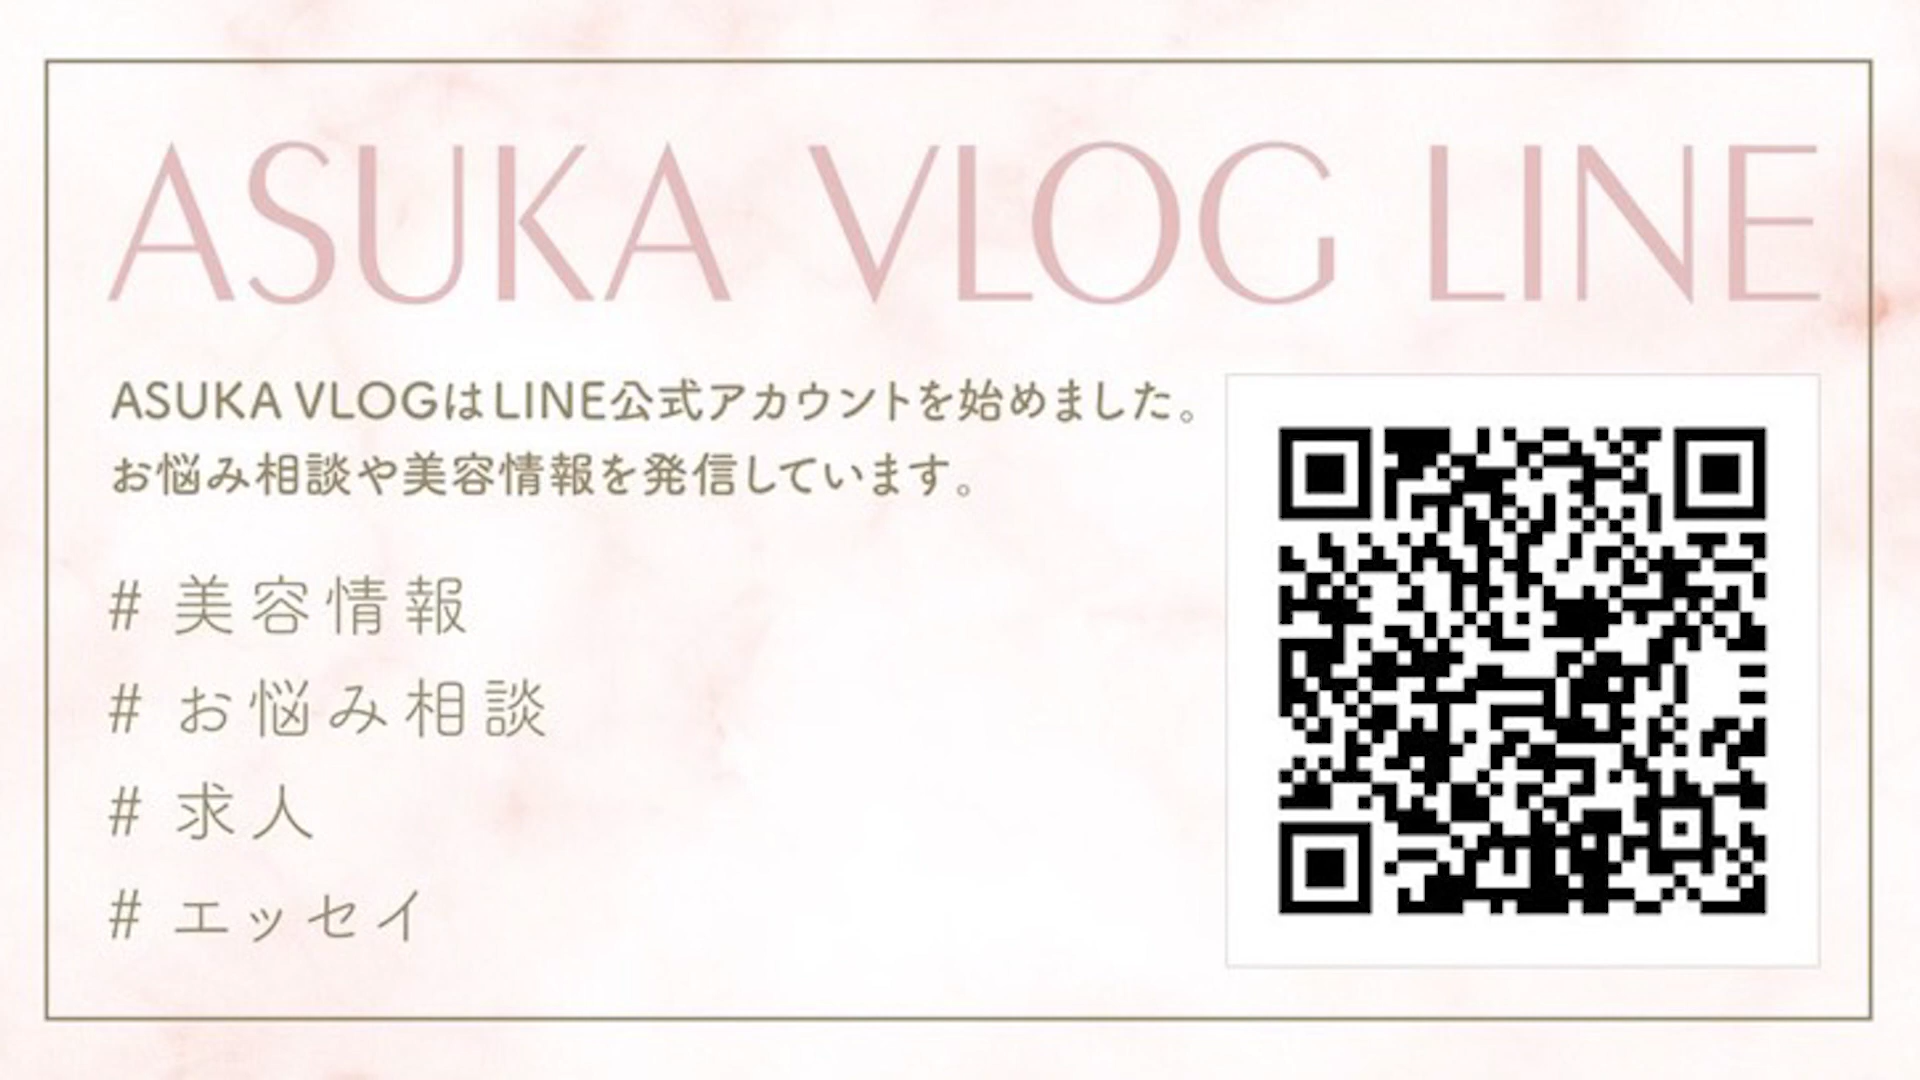 ASUKA VLOG LINE
ASUKA VLOGはLINE公式アカウントを始めました。
お悩み相談や美容情報を発信しています。
# 美容情報
# お悩み相談
# 求人
# エッセイ